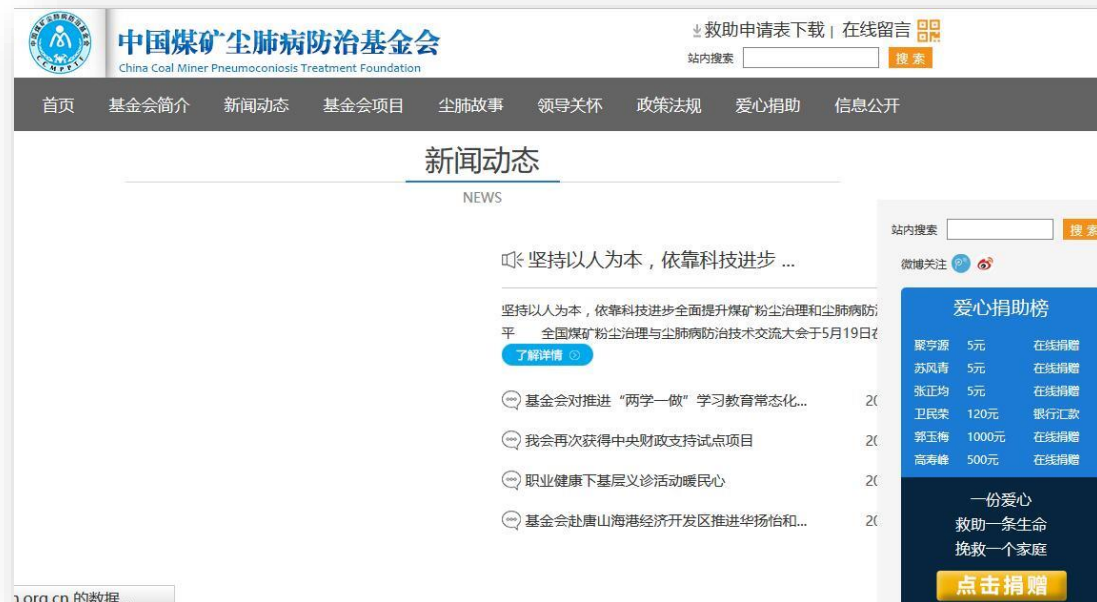 中国煤矿尘肺病防治基金会
China Coal Miner Pneumoconiosis Treatment Foundation
救助申请表下载 | 在线留言
站内搜索 搜 索
首页 基金会简介 新闻动态 基金会项目 尘肺故事 领导关怀 政策法规 爱心捐助 信息公开
新闻动态
NEWS
坚持以人为本，依靠科技进步 ...
坚持以人为本，依靠科技进步全面提升煤矿粉尘治理和尘肺病防
平 全国煤矿粉尘治理与尘肺病防治技术交流大会于5月19日在
了解详情
基金会对推进“两学一做”学习教育常态化... 20
我会再次获得中央财政支持试点项目 20
职业健康下基层义诊活动暖民心 20
基金会赴唐山海港经济开发区推进华扬怡和... 20
站内搜索 搜 索
微博关注
爱心捐助榜
聚亨源 5元 在线捐赠
苏风青 5元 在线捐赠
张正均 5元 在线捐赠
卫民荣 120元 银行汇款
郭玉梅 1000元 在线捐赠
高寿峰 500元 在线捐赠
一份爱心
救助一条生命
挽救一个家庭
点击捐赠
.org.cn 的数据